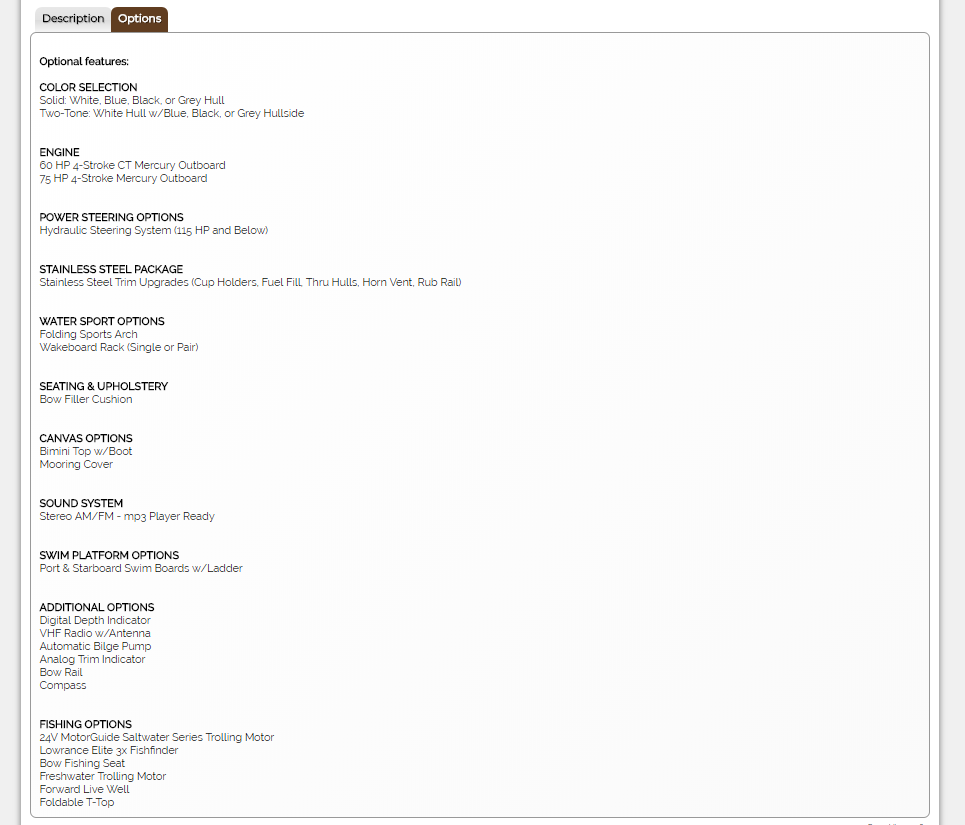 Description
Options
Optional features:
COLOR SELECTION
Solid: White, Blue, Black, or Grey Hull
Two-Tone: White Hull w/Blue, Black, or Grey Hullside
ENGINE
60 HP 4-Stroke CT Mercury Outboard
75 HP 4-Stroke Mercury Outboard
POWER STEERING OPTIONS
Hydraulic Steering System (115 HP and Below)
STAINLESS STEEL PACKAGE
Stainless Steel Trim Upgrades (Cup Holders, Fuel Fill, Thru Hulls, Horn Vent, Rub Rail)
WATER SPORT OPTIONS
Folding Sports Arch
Wakeboard Rack (Single or Pair)
SEATING & UPHOLSTERY
Bow Filler Cushion
CANVAS OPTIONS
Bimini Top w/Boot
Mooring Cover
SOUND SYSTEM
Stereo AM/FM - mp3 Player Ready
SWIM PLATFORM OPTIONS
Port & Starboard Swim Boards w/Ladder
ADDITIONAL OPTIONS
Digital Depth Indicator
VHF Radio w/Antenna
Automatic Bilge Pump
Analog Trim Indicator
Bow Rail
Compass
FISHING OPTIONS
24V MotorGuide Saltwater Series Trolling Motor
Lowrance Elite 3x Fishfinder
Bow Fishing Seat
Freshwater Trolling Motor
Forward Live Well
Foldable T-Top